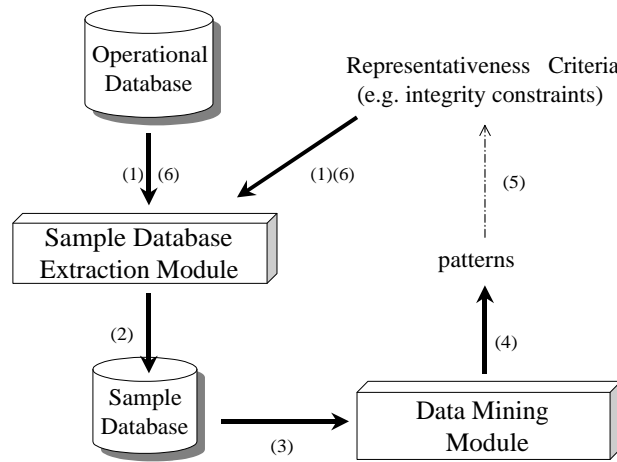 Operational
Database
Representativeness Criteria
(e.g. integrity constraints)
(1) (6)
(1)(6)
(5)
Sample Database
Extraction Module
patterns
(2)
(4)
Sample
Database
(3)
Data Mining
Module